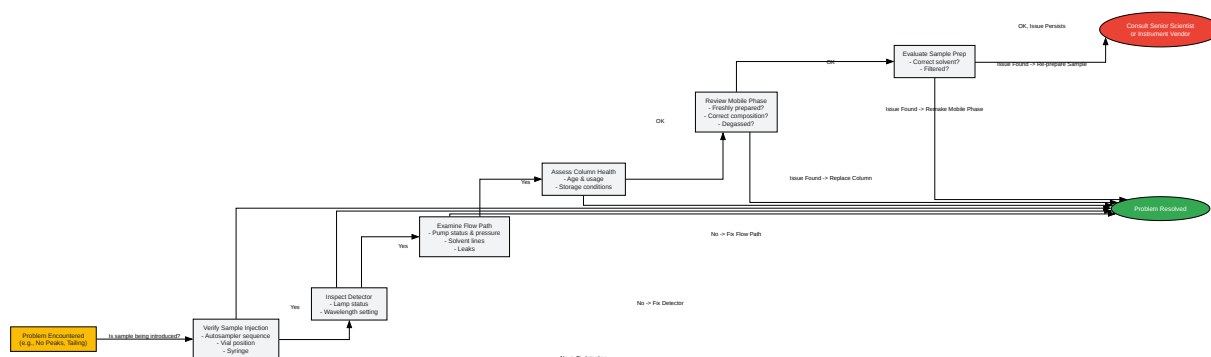 OK, Issue Persists
Consult Senior Scientist
or Instrument Vendor
Evaluate Sample Prep
- Correct solvent?
- Filtered?
OK
Issue Found -> Re-prepare Sample
Review Mobile Phase
- Freshly prepared?
- Correct composition?
- Degassed?
Issue Found -> Remake Mobile Phase
OK
Assess Column Health
- Age & usage
- Storage conditions
Yes
Issue Found -> Replace Column
Problem Resolved
Examine Flow Path
- Pump status & pressure
- Solvent lines
- Leaks
Yes
No -> Fix Flow Path
Inspect Detector
- Lamp status
- Wavelength setting
Yes
No -> Fix Detector
Problem Encountered
(e.g., No Peaks, Tailing)
Is sample being introduced?
Verify Sample Injection
- Autosampler sequence
- Vial position
- Syringe